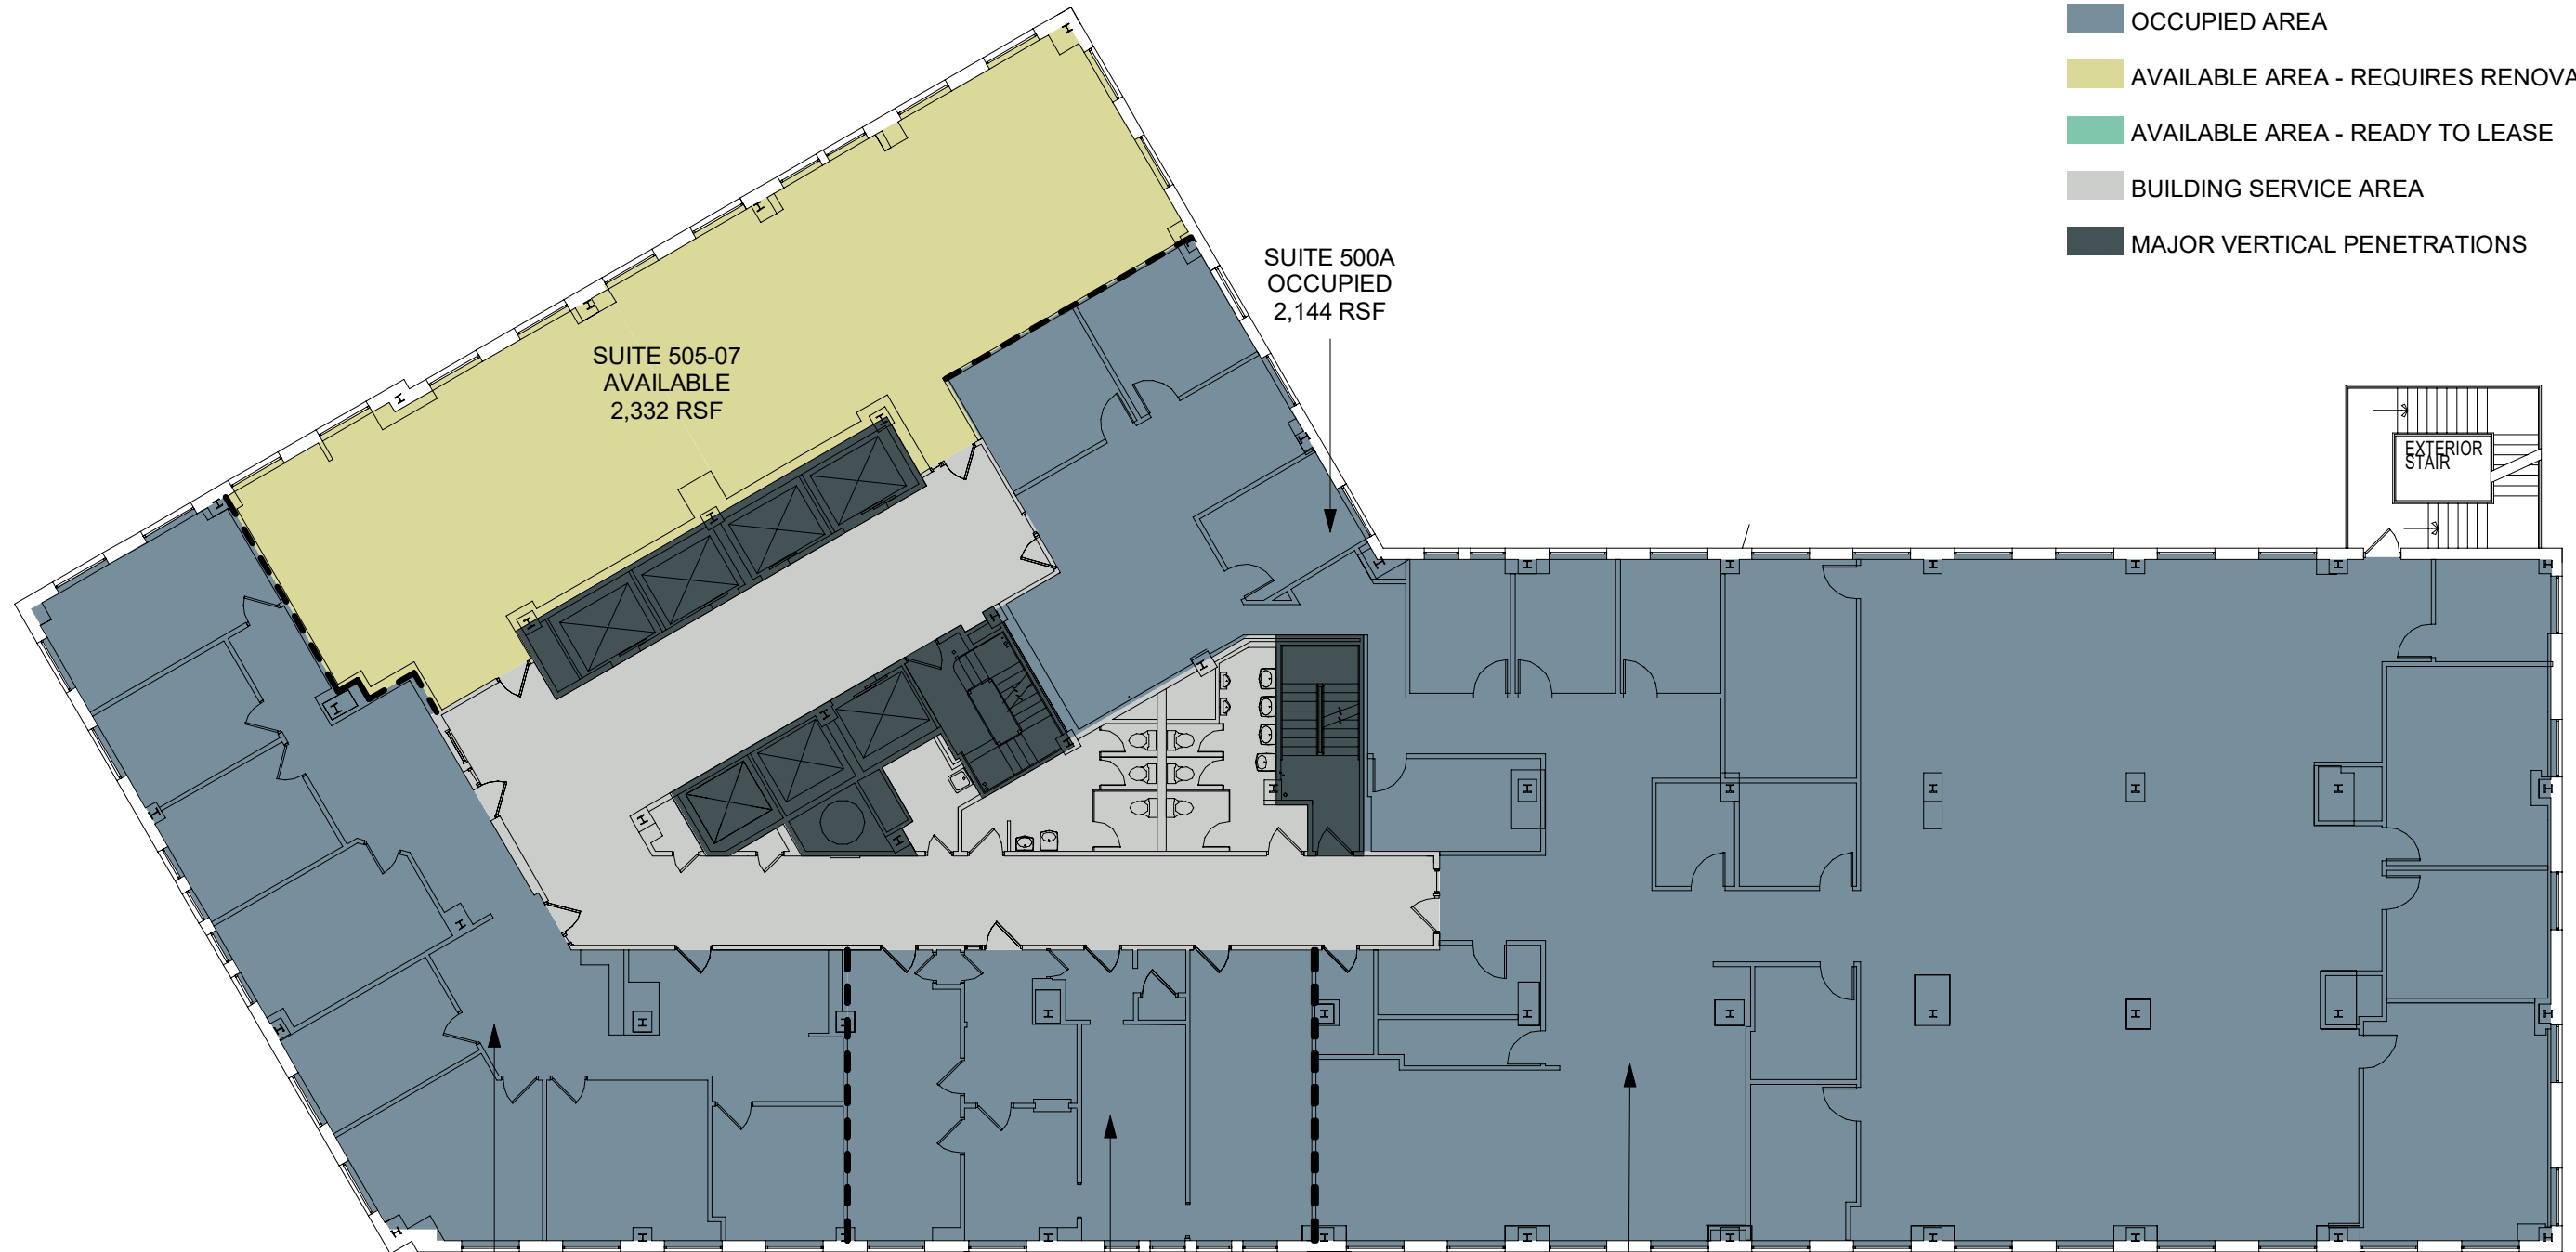 OCCUPIED AREA
AVAILABLE AREA - REQUIRES RENOVA
AVAILABLE AREA - READY TO LEASE
BUILDING SERVICE AREA
MAJOR VERTICAL PENETRATIONS
SUITE 500A
OCCUPIED
2,144 RSF
SUITE 505-07
AVAILABLE
2,332 RSF
EXTERIOR
STAIR